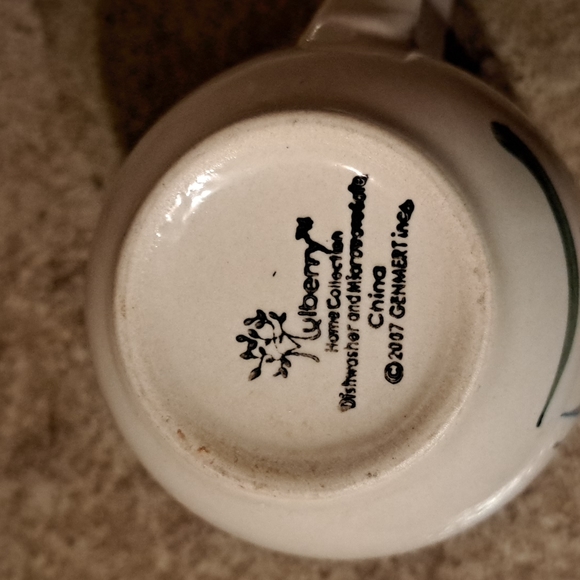 Mulberry
Home Collection
Dishwasher and Microwave Safe
China
©2007 GENMERT inc.